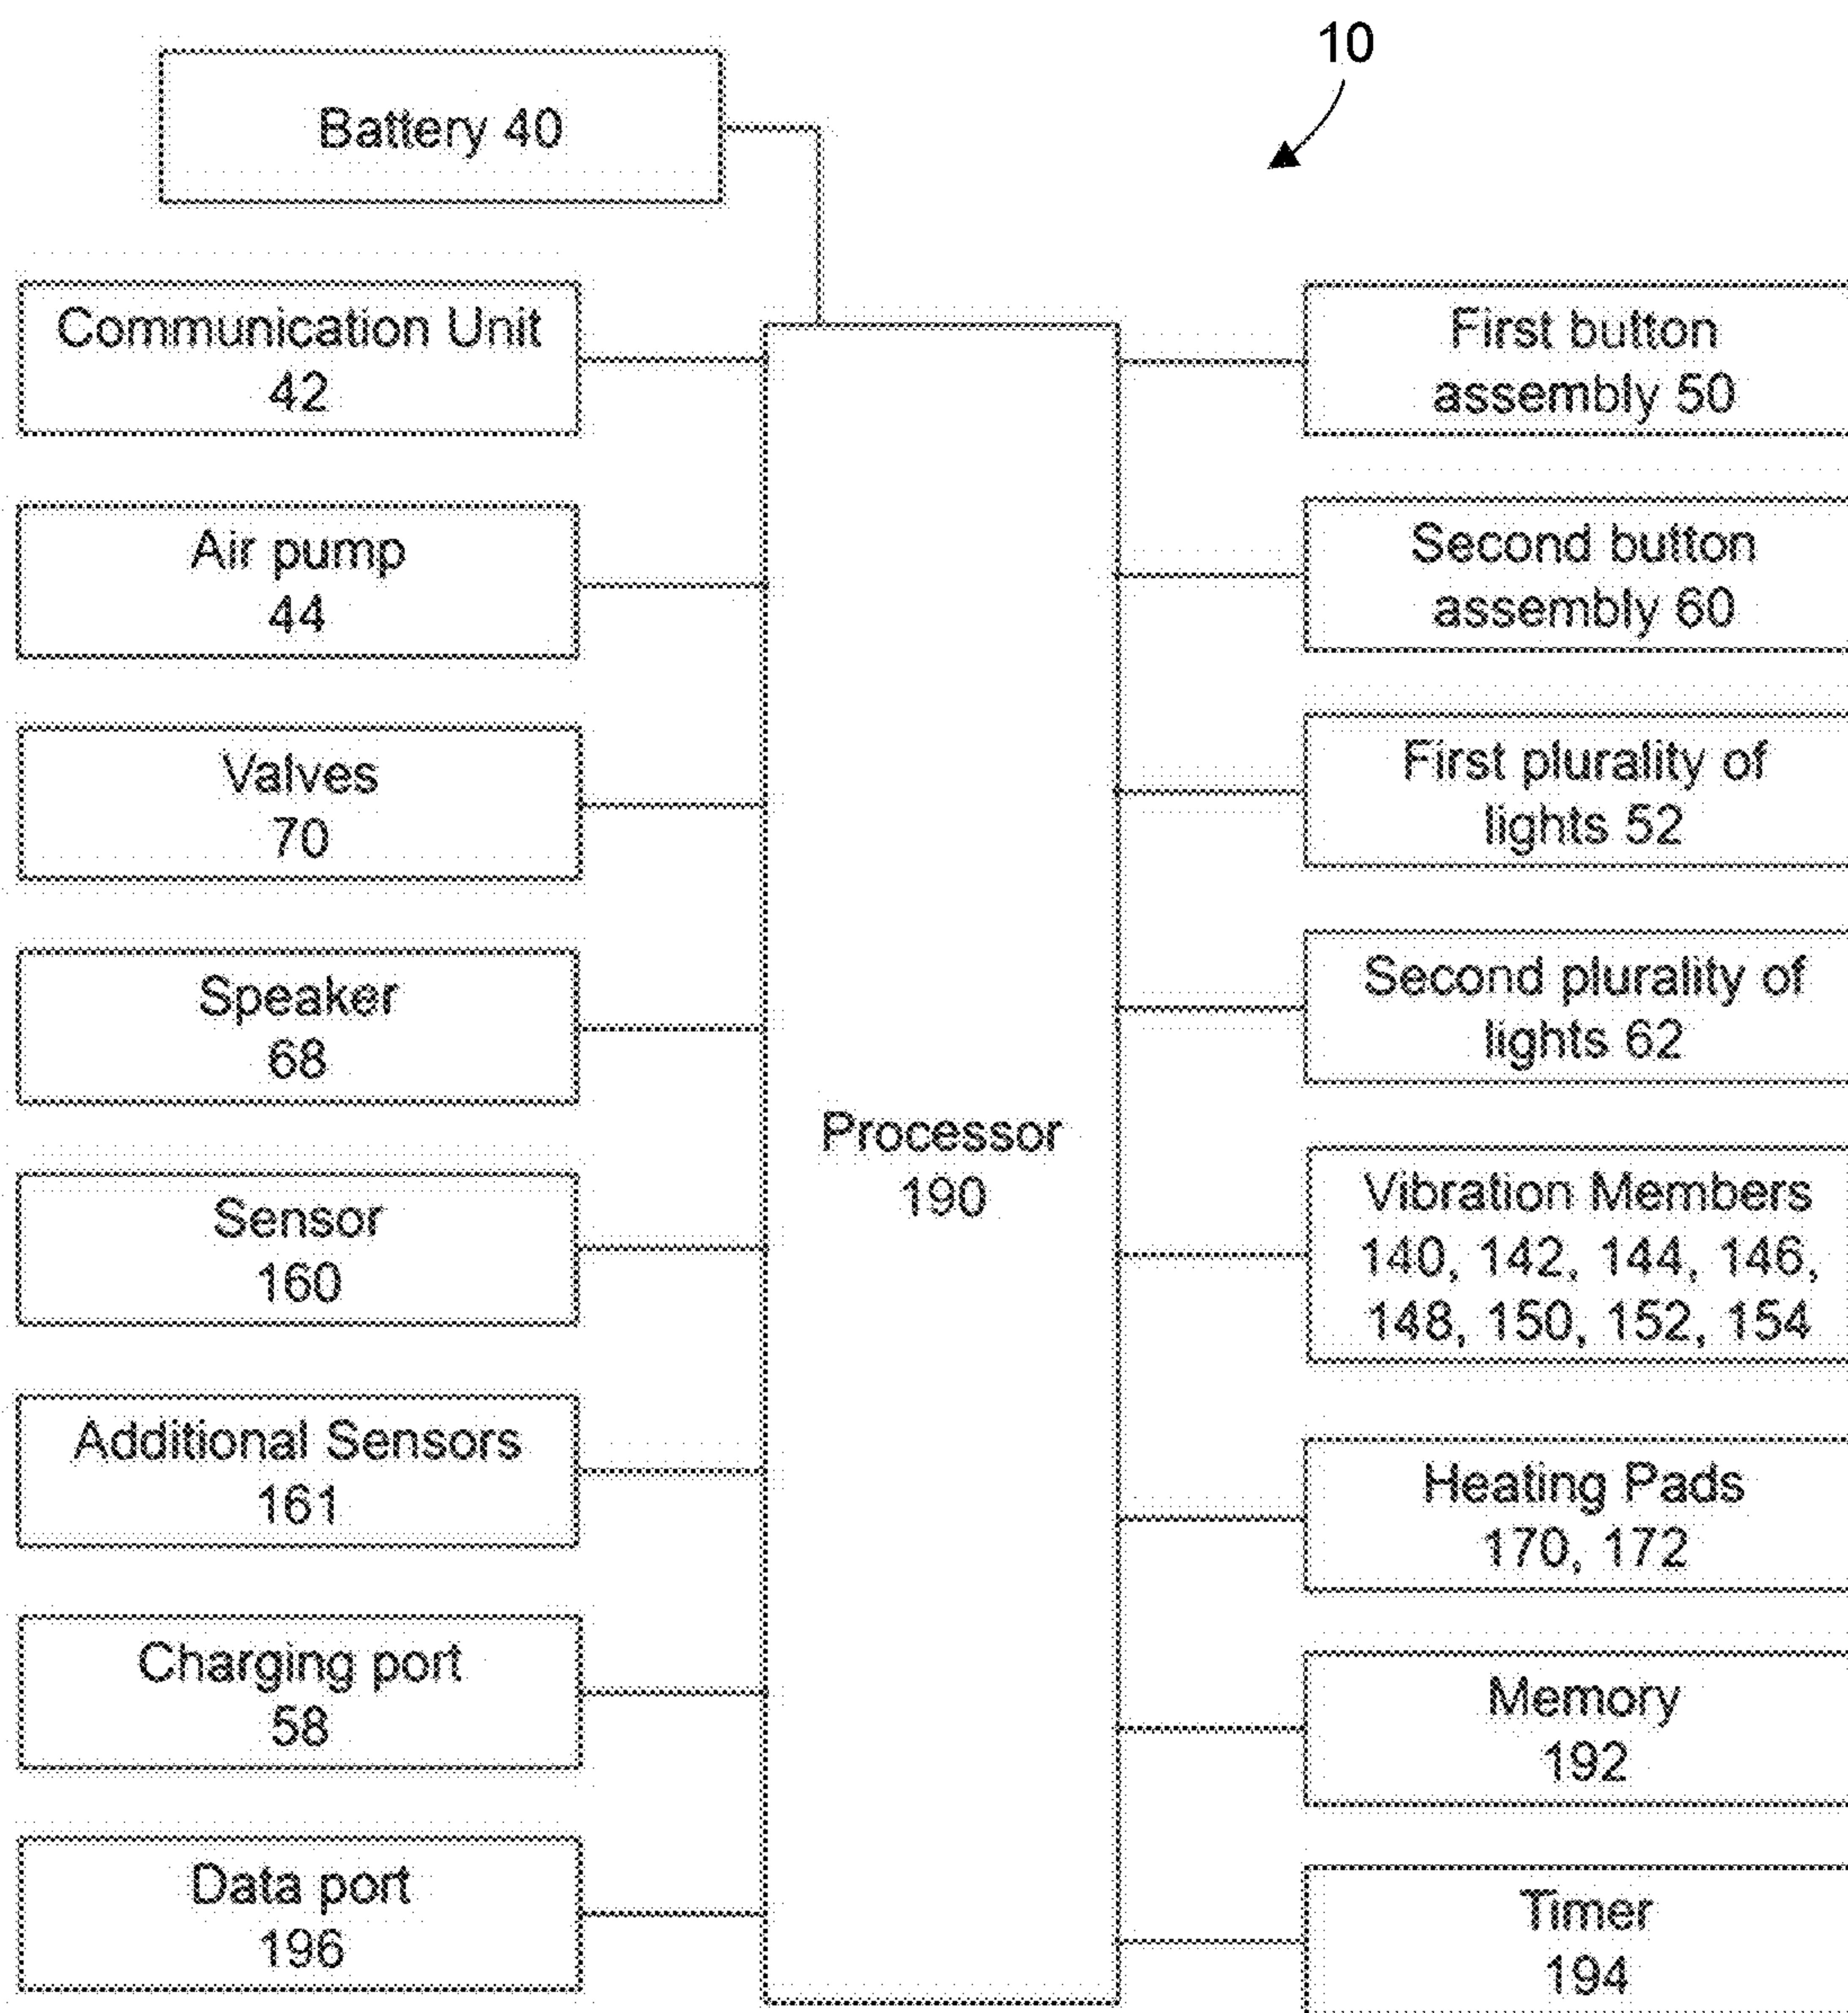 10
Battery 40
Communication Unit
42
Air pump
44
Valves
70
Speaker
68
Sensor
160
Additional Sensors
161
Charging port
58
Data port
196
Processor
190
First button
assembly 50
Second button
assembly 60
First plurality of
lights 52
Second plurality of
lights 62
Vibration Members
140, 142, 144, 146,
148, 150, 152, 154
Heating Pads
170, 172
Memory
192
Timer
194